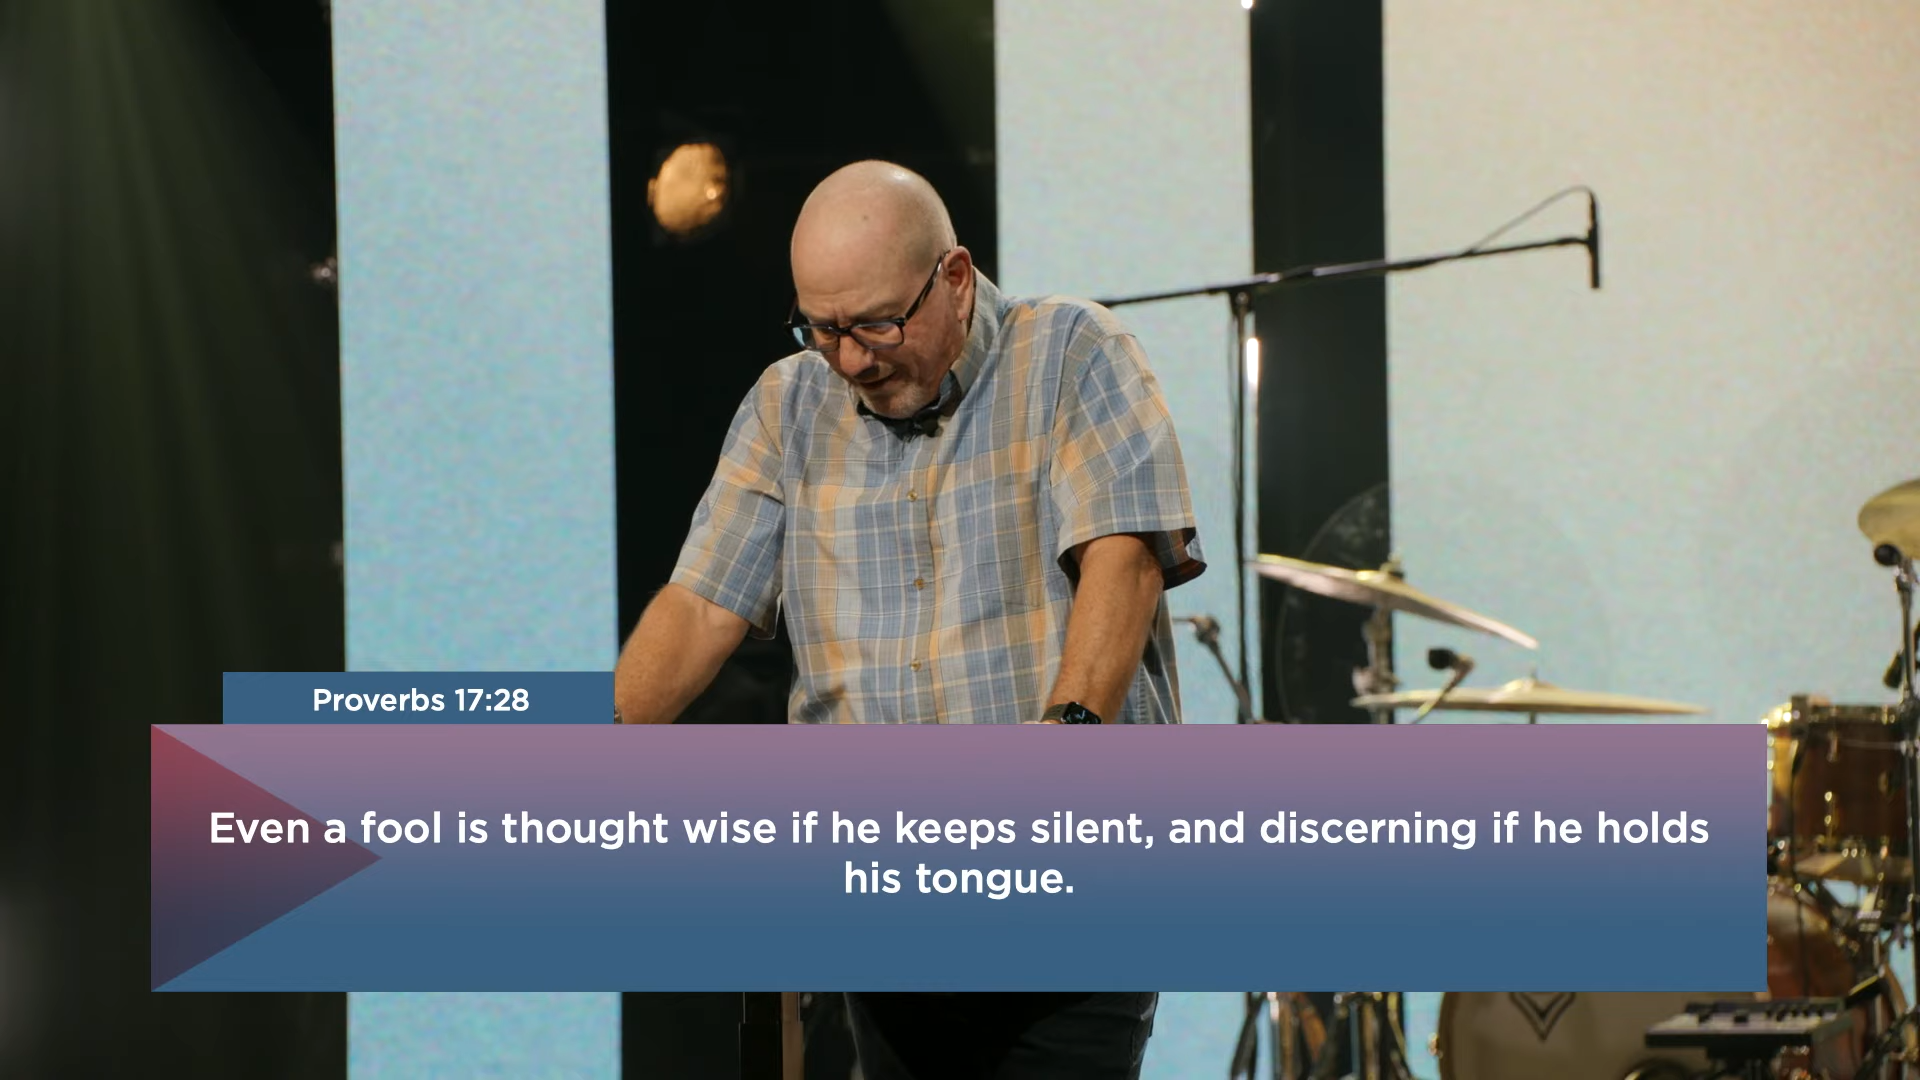 Proverbs 17:28
Even a fool is thought wise if he keeps silent, and discerning if he holds
his tongue.